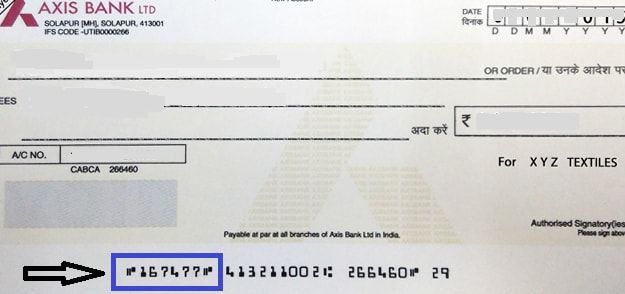 AXIS BANK LTD
SOLAPUR [MH], SOLAPUR, 413001
IFS CODE -UTIB0000266
DATE
दिनांक
D D M M Y Y Y Y
OR ORDER / या उनके आदेश पर
EES
अदा करें ₹
A/C NO.
CABCA 266460
For X Y Z TEXTILES
Payable at par at all branches of Axis Bank Ltd in India.
Authorised Signatory(ies
Please sign above
⑈167477⑈ 413211002⑆ 266460⑈ 29